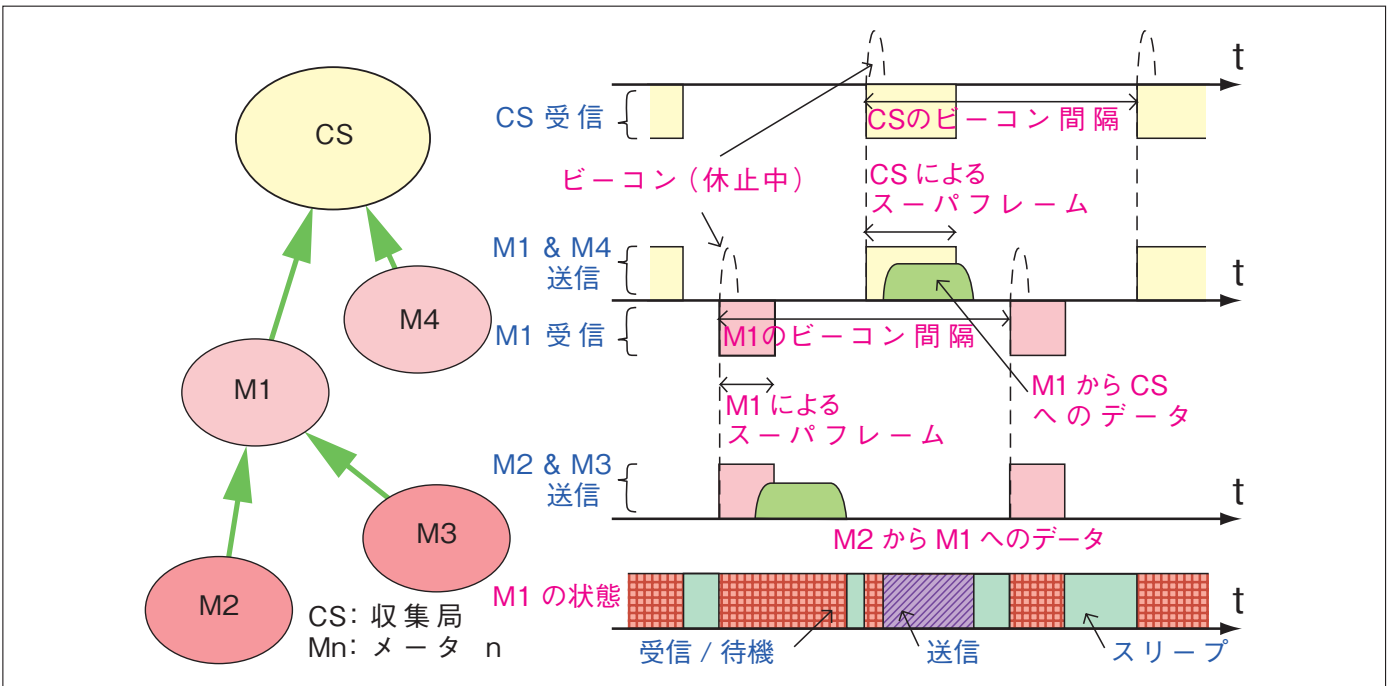 CS
M4
M1
M3
M2
CS: 収集局
Mn: メータ n
t
CS 受信
CSのビーコン間隔
ビーコン（休止中）
CS による
スーパフレーム
M1 & M4
送信
t
M1 受信
M1のビーコン間隔
M1 から CS
へのデータ
M1 による
スーパフレーム
M2 & M3
送信
t
M2 から M1 へのデータ
M1 の状態
t
受信 / 待機
送信
スリープ